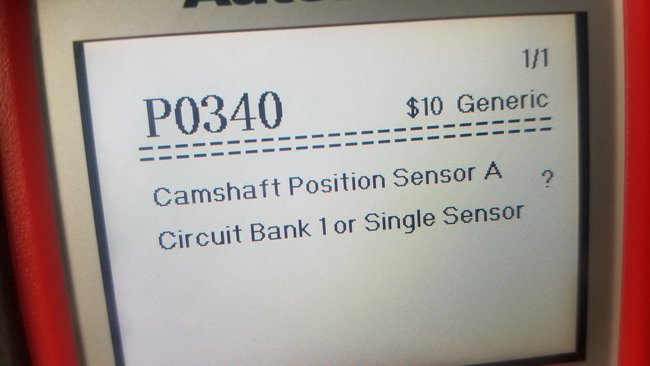 1/1
P0340 $10 Generic
Camshaft Position Sensor A ?
Circuit Bank 1 or Single Sensor